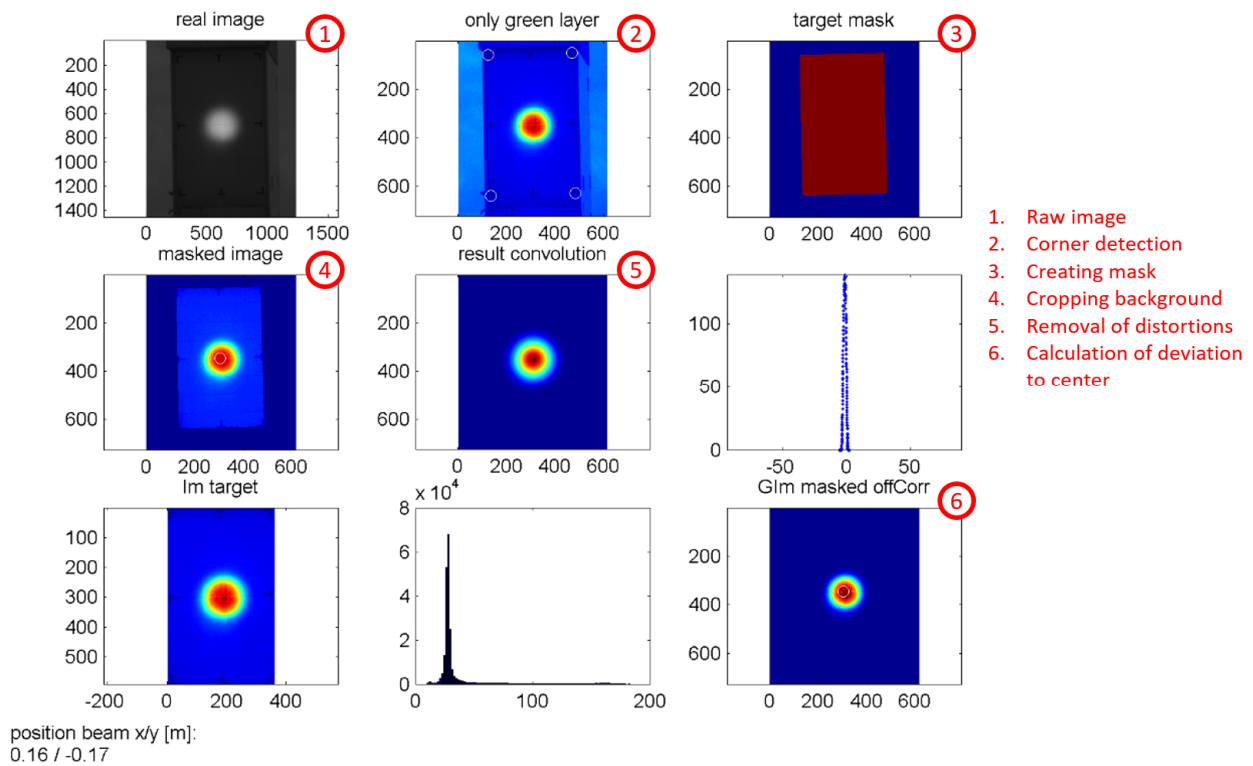 real image
1
only green layer
2
target mask
3
200
400
600
800
1000
1200
1400
0 500 1000 1500
200
400
600
0 200 400 600
200
400
600
0 200 400 600
masked image
4
result convolution
5
200
400
600
0 200 400 600
200
400
600
0 200 400 600
100
50
0
-50 0 50
Im target
x 10^4
GIm masked offCorr
6
100
200
300
400
500
-200 0 200 400
8
6
4
2
0
0 100 200
200
400
600
0 200 400 600
position beam x/y [m]:
0.16 / -0.17
1. Raw image
2. Corner detection
3. Creating mask
4. Cropping background
5. Removal of distortions
6. Calculation of deviation
to center